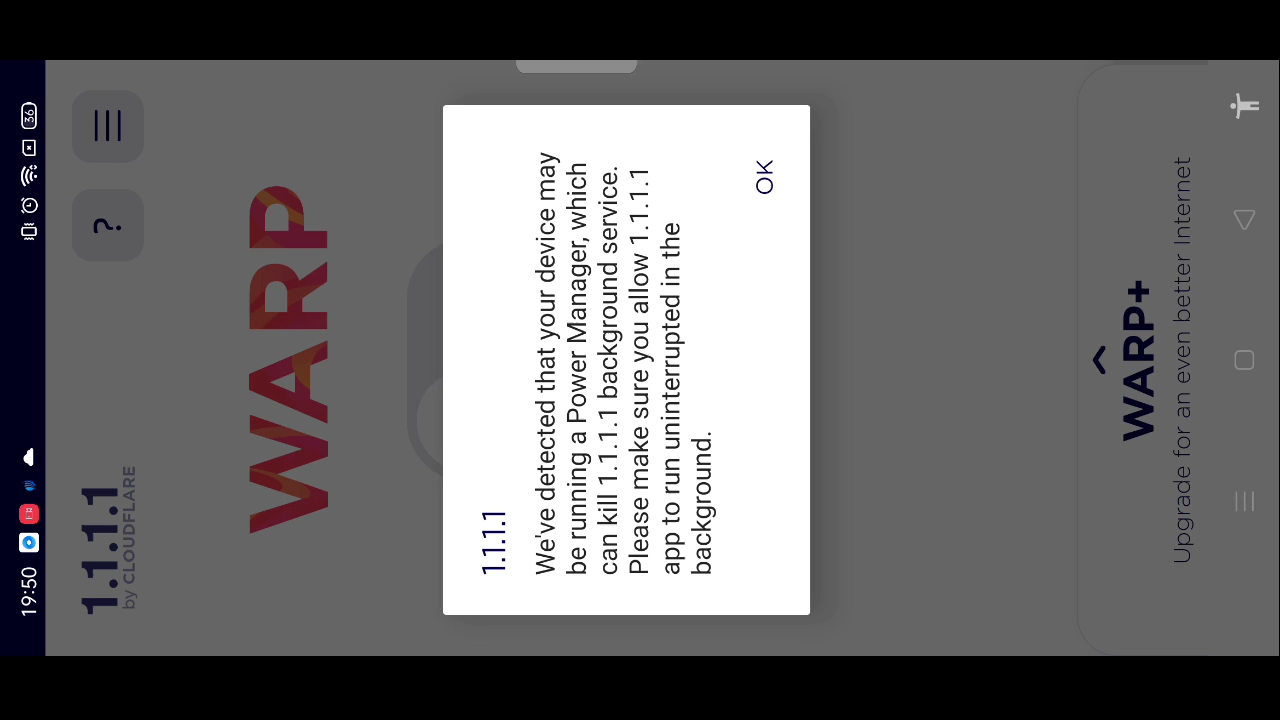 19:50
36
1.1.1.1
by CLOUDFLARE
?
WARP
1.1.1.1
We've detected that your device may
be running a Power Manager, which
can kill 1.1.1.1 background service.
Please make sure you allow 1.1.1.1
app to run uninterrupted in the
background.
OK
WARP+
Upgrade for an even better Internet